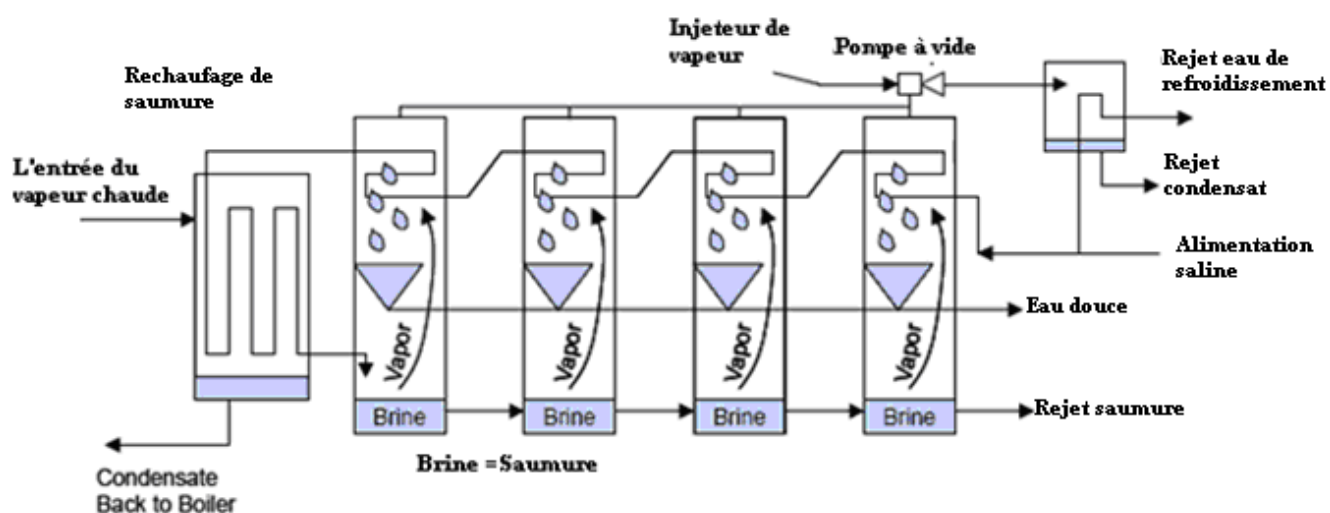 Injeteur de
vapeur
Pompe à vide
Rejet eau de
refroidissement
Rechaufage de
saumure
L'entrée du
vapeur chaude
Rejet
condensat
Alimentation
saline
Eau douce
Vapor
Vapor
Vapor
Vapor
Brine
Brine
Brine
Brine
Rejet saumure
Brine =Saumure
Condensate
Back to Boiler